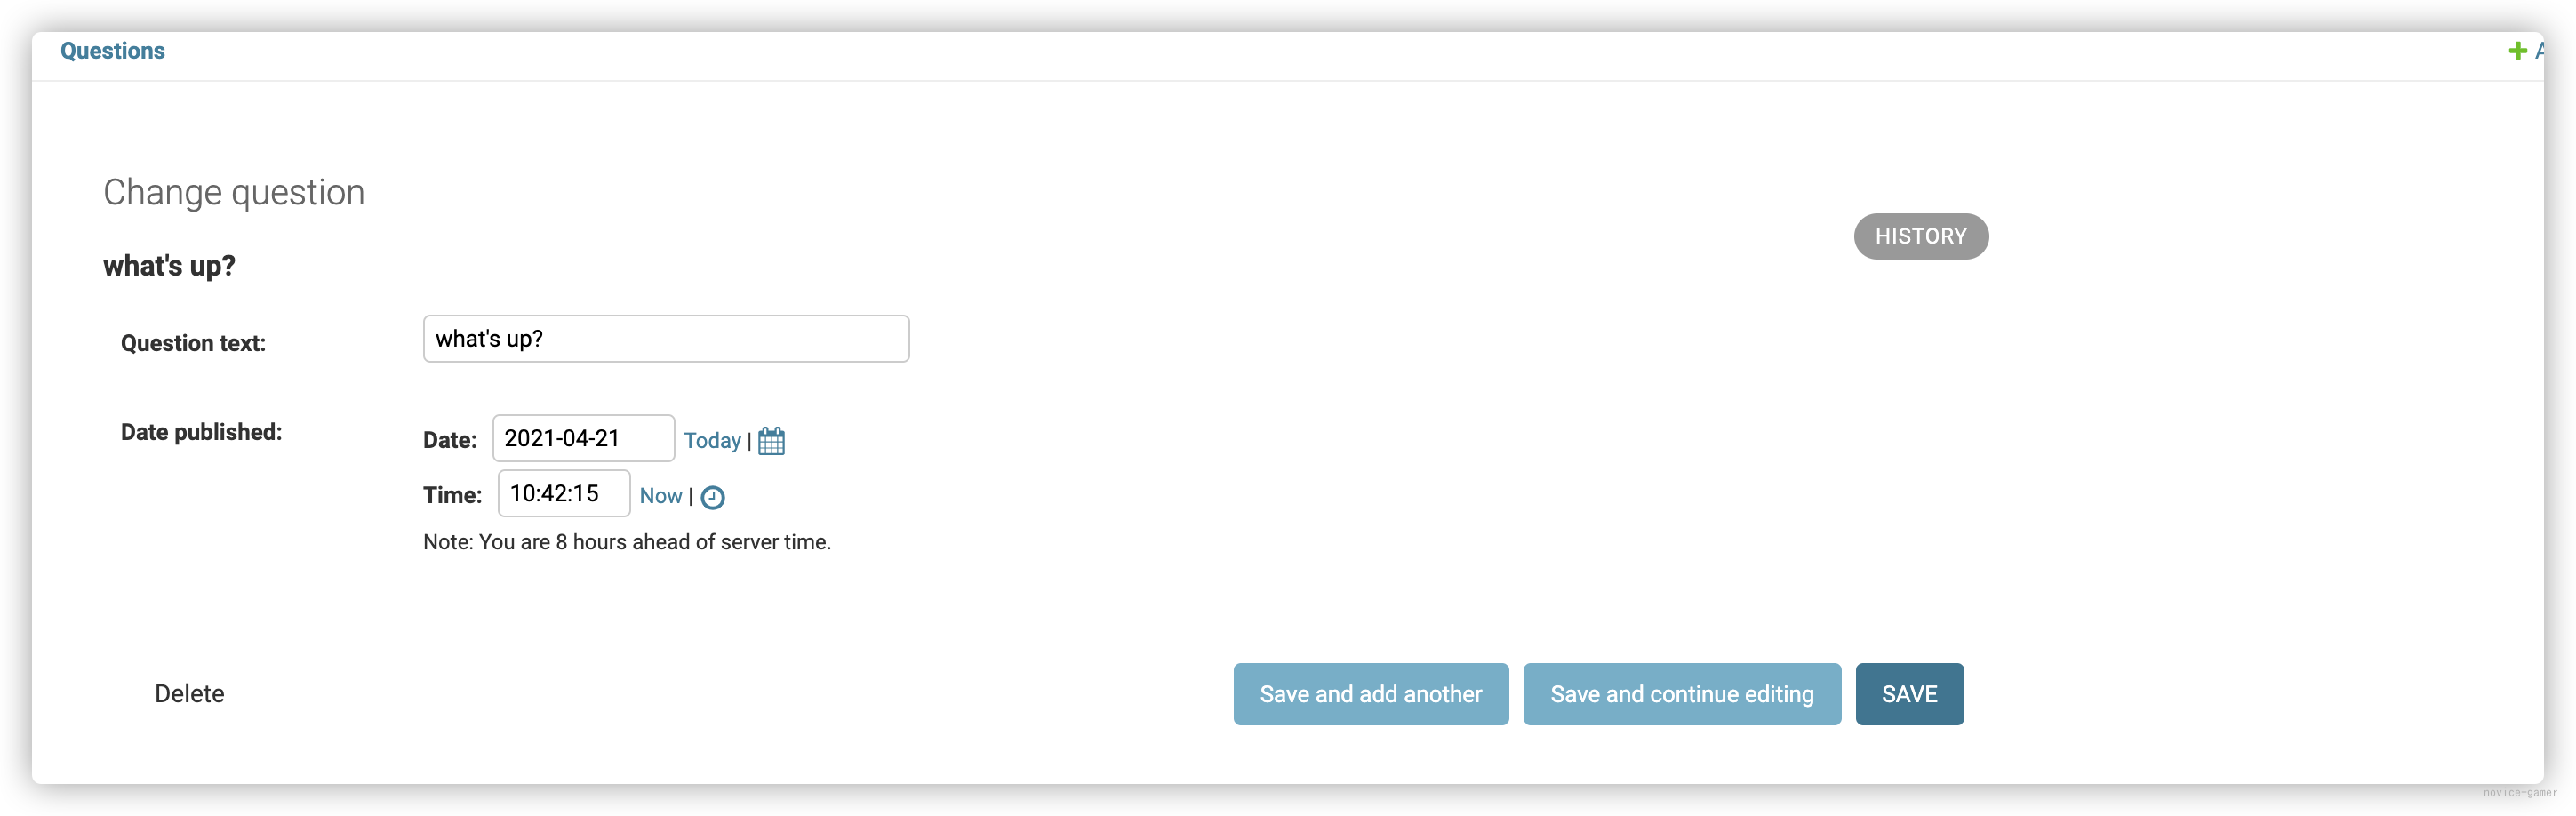 Questions
Change question
HISTORY
what's up?
Question text: what's up?
Date published: Date: 2021-04-21 Today |
Time: 10:42:15 Now |
Note: You are 8 hours ahead of server time.
Delete Save and add another Save and continue editing SAVE
novice-gamer